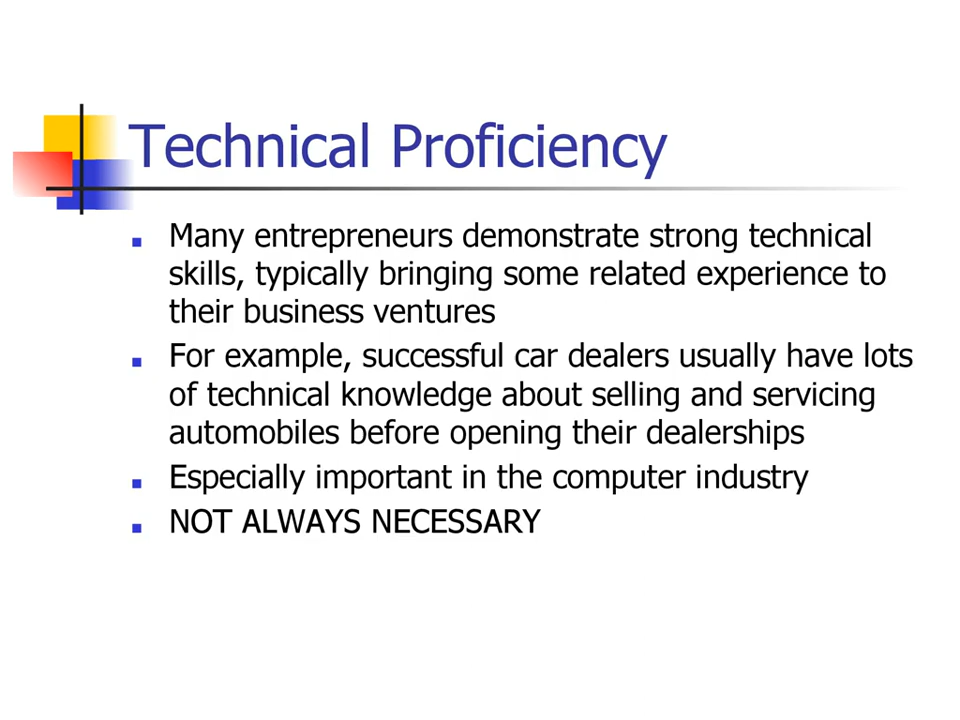 Technical Proficiency
Many entrepreneurs demonstrate strong technical
skills, typically bringing some related experience to
their business ventures
For example, successful car dealers usually have lots
of technical knowledge about selling and servicing
automobiles before opening their dealerships
Especially important in the computer industry
NOT ALWAYS NECESSARY